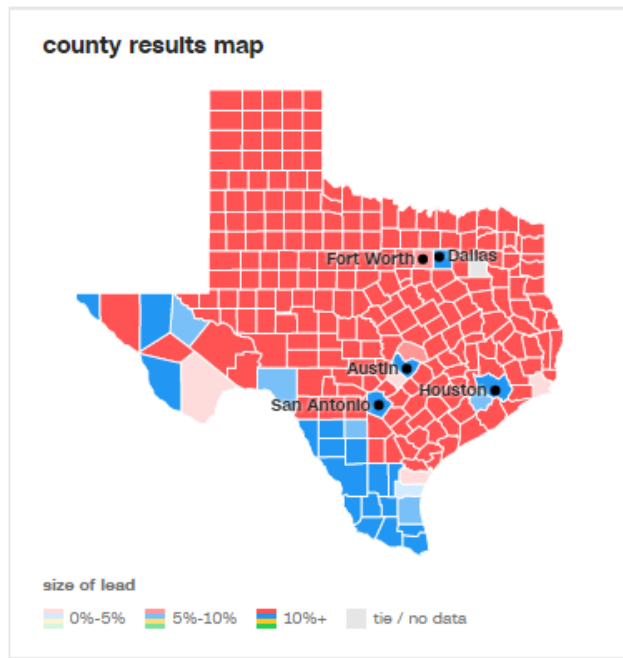 county results map
Fort Worth
Dallas
Austin
Houston
San Antonio
size of lead
0%-5%
5%-10%
10%+
tie / no data